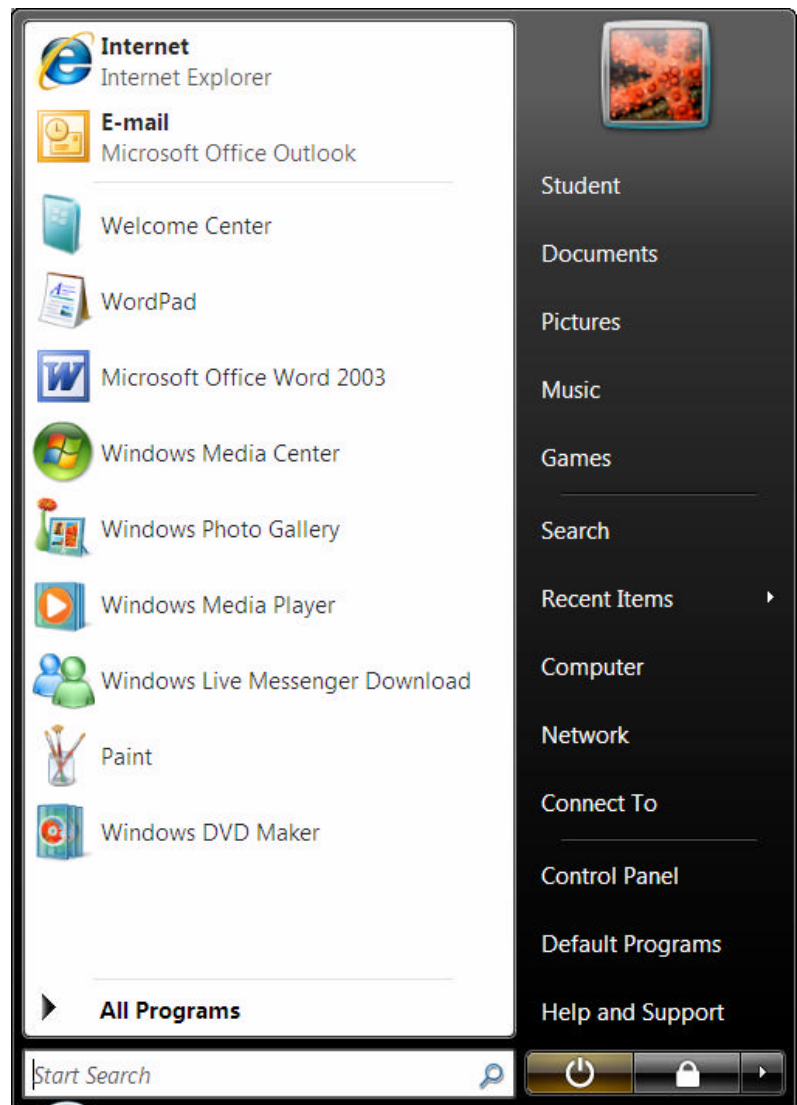 Internet
Internet Explorer
E-mail
Microsoft Office Outlook
Welcome Center
WordPad
Microsoft Office Word 2003
Windows Media Center
Windows Photo Gallery
Windows Media Player
Windows Live Messenger Download
Paint
Windows DVD Maker
All Programs
Start Search
Student
Documents
Pictures
Music
Games
Search
Recent Items
Computer
Network
Connect To
Control Panel
Default Programs
Help and Support